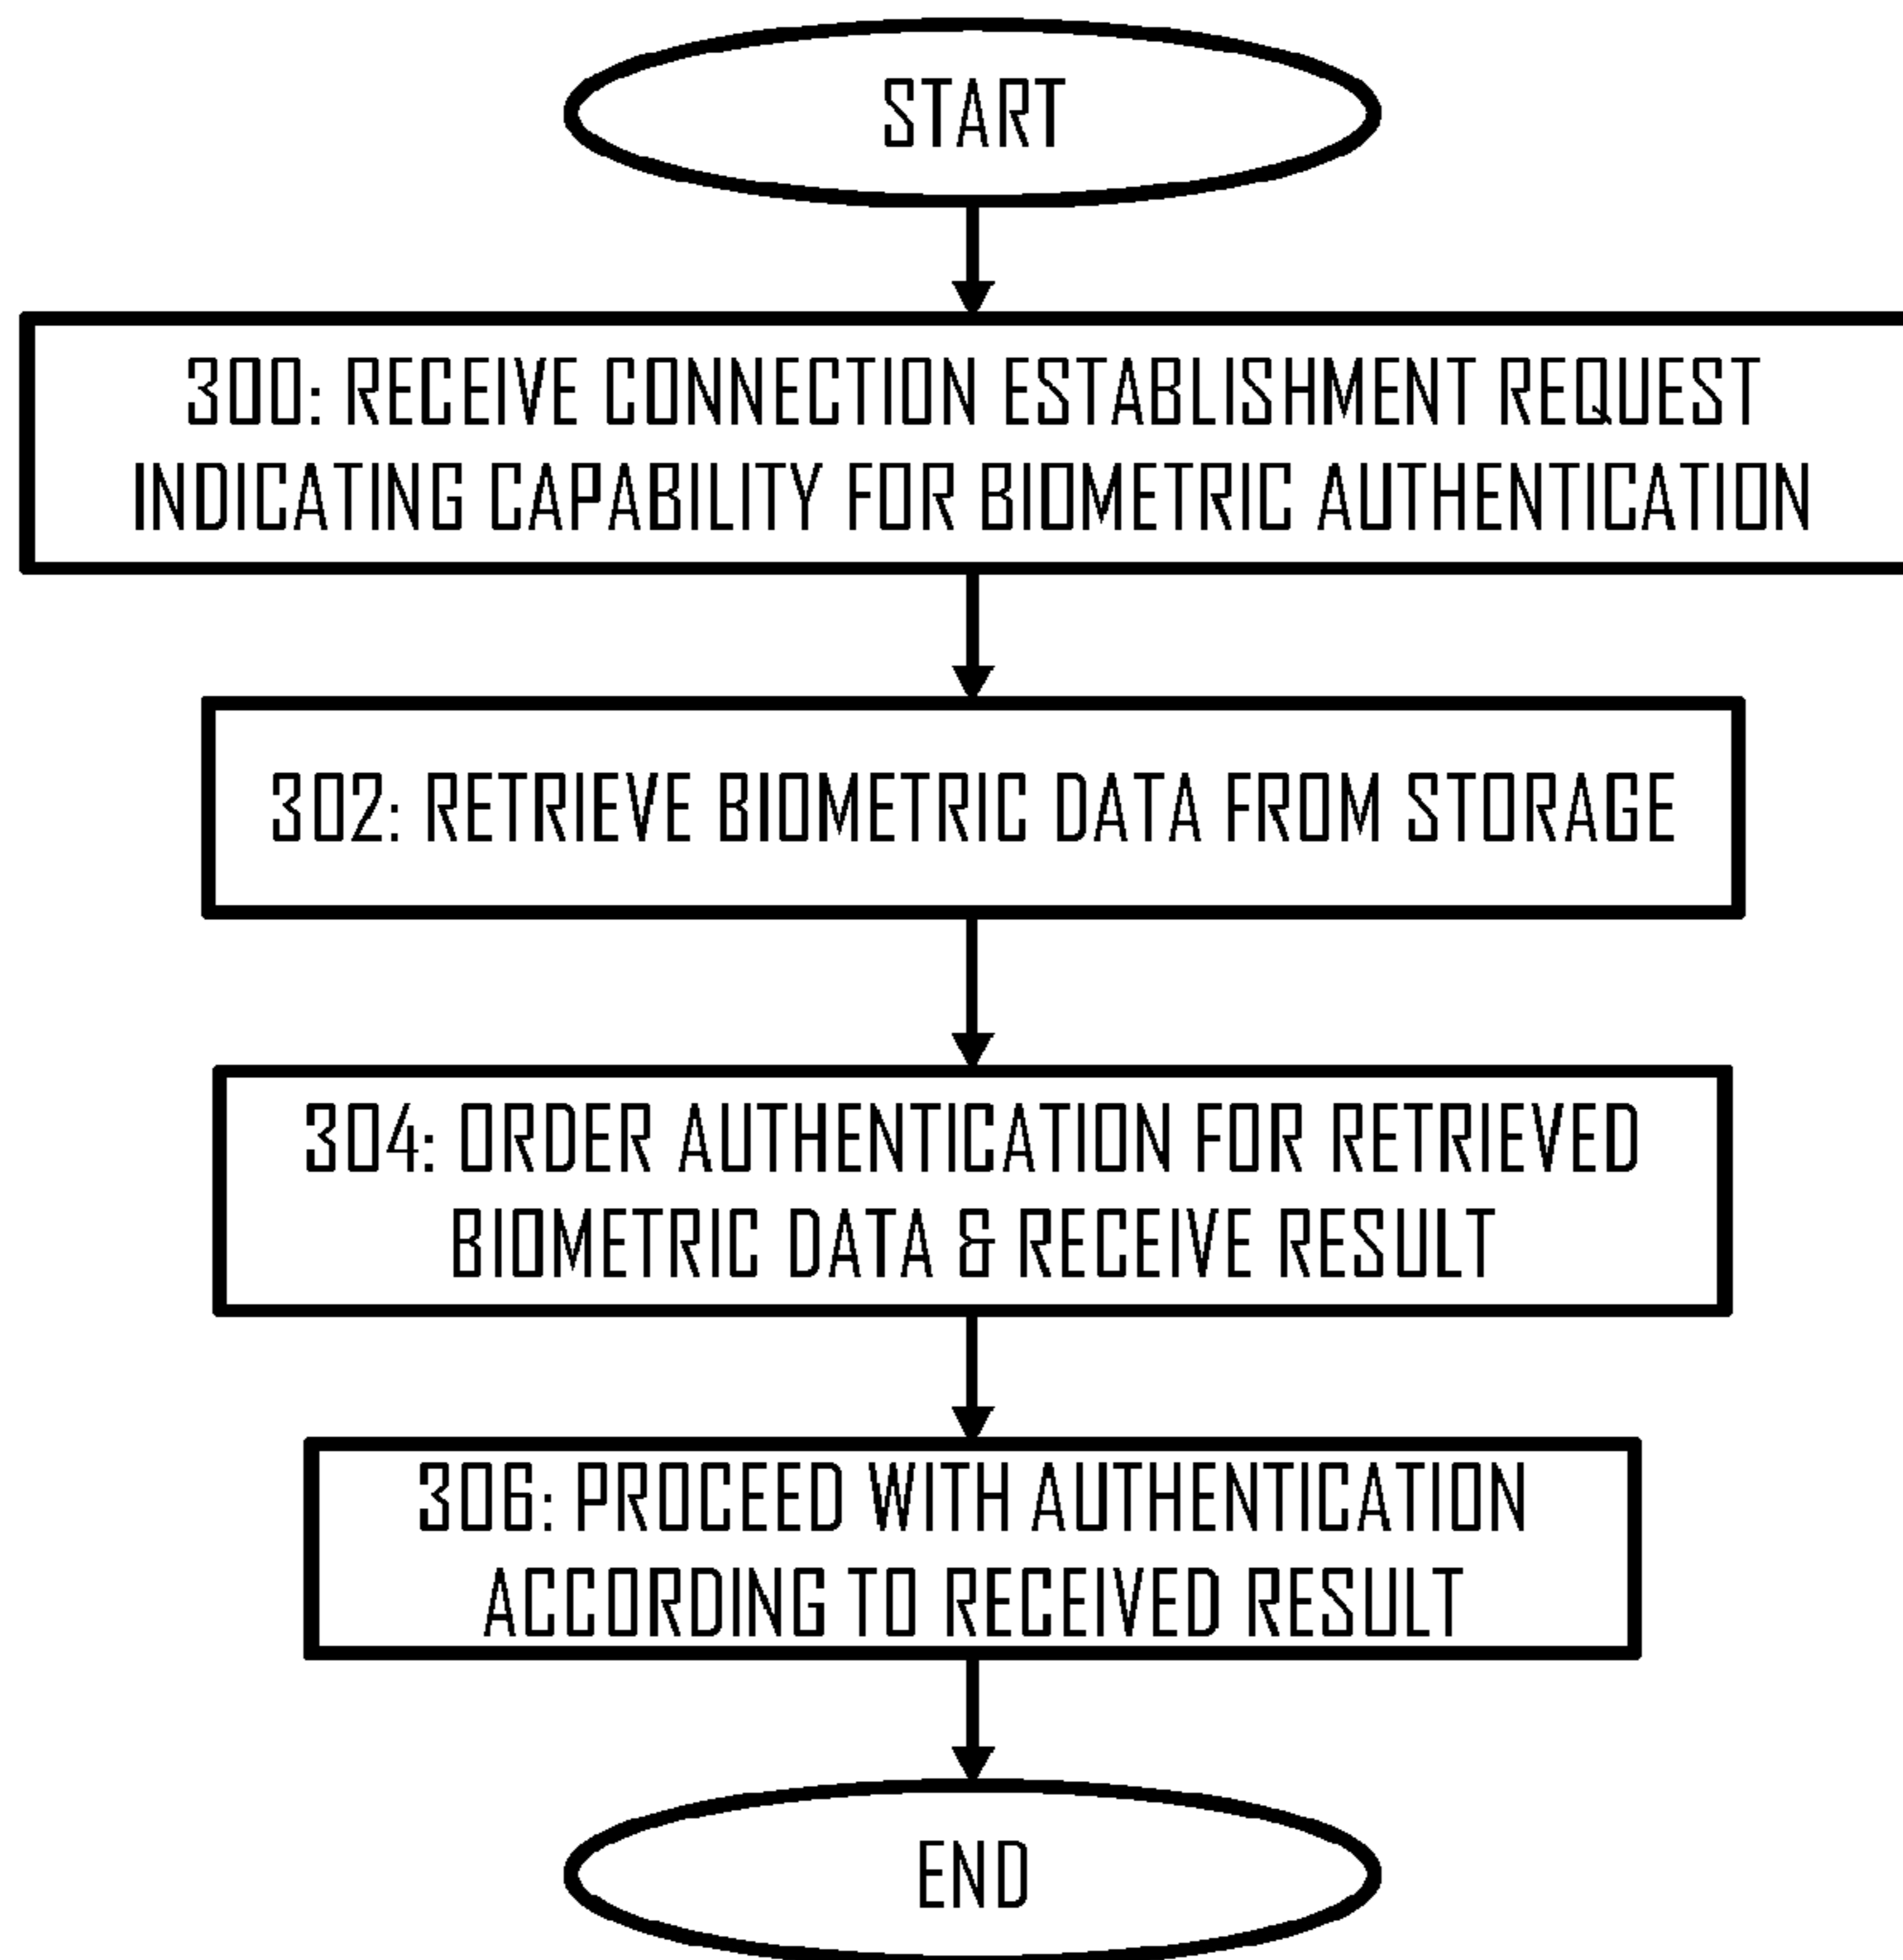 START
300: RECEIVE CONNECTION ESTABLISHMENT REQUEST
INDICATING CAPABILITY FOR BIOMETRIC AUTHENTICATION
302: RETRIEVE BIOMETRIC DATA FROM STORAGE
304: ORDER AUTHENTICATION FOR RETRIEVED
BIOMETRIC DATA & RECEIVE RESULT
306: PROCEED WITH AUTHENTICATION
ACCORDING TO RECEIVED RESULT
END